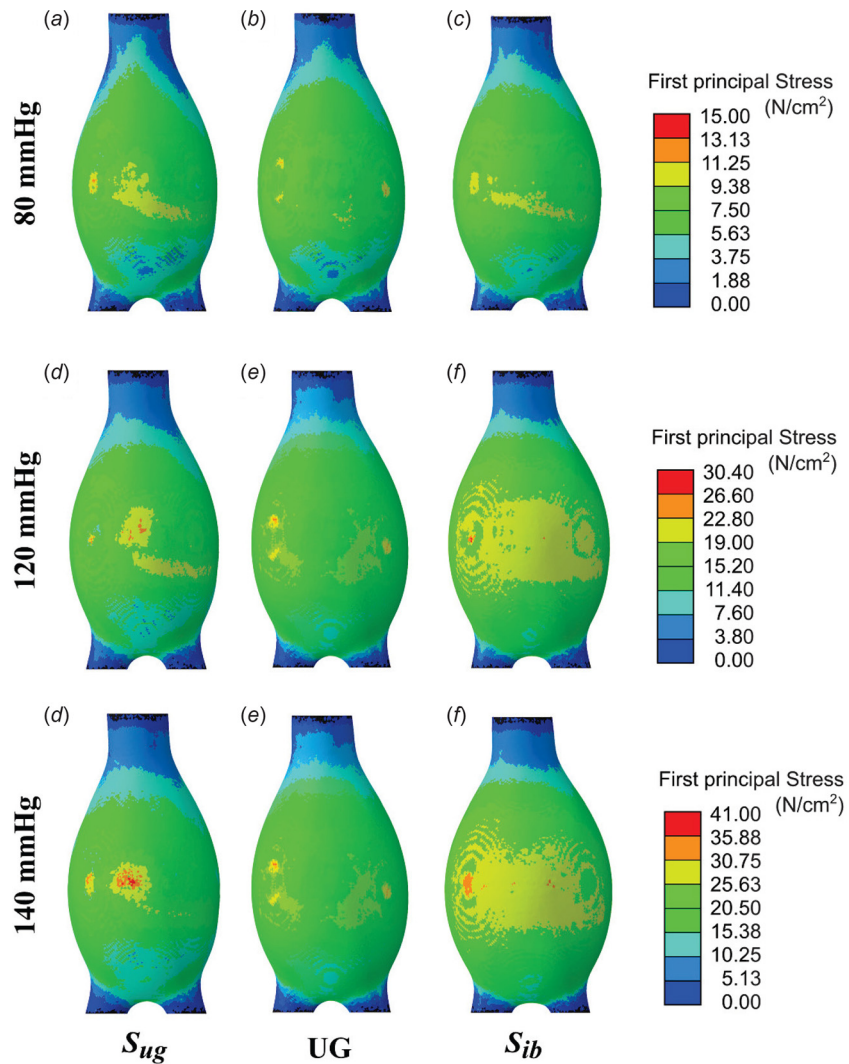 (a) (b) (c)
80 mmHg
First principal Stress
(N/cm²)
15.00
13.13
11.25
9.38
7.50
5.63
3.75
1.88
0.00
(d) (e) (f)
120 mmHg
First principal Stress
(N/cm²)
30.40
26.60
22.80
19.00
15.20
11.40
7.60
3.80
0.00
(d) (e) (f)
140 mmHg
First principal Stress
(N/cm²)
41.00
35.88
30.75
25.63
20.50
15.38
10.25
5.13
0.00
Sug UG Sib